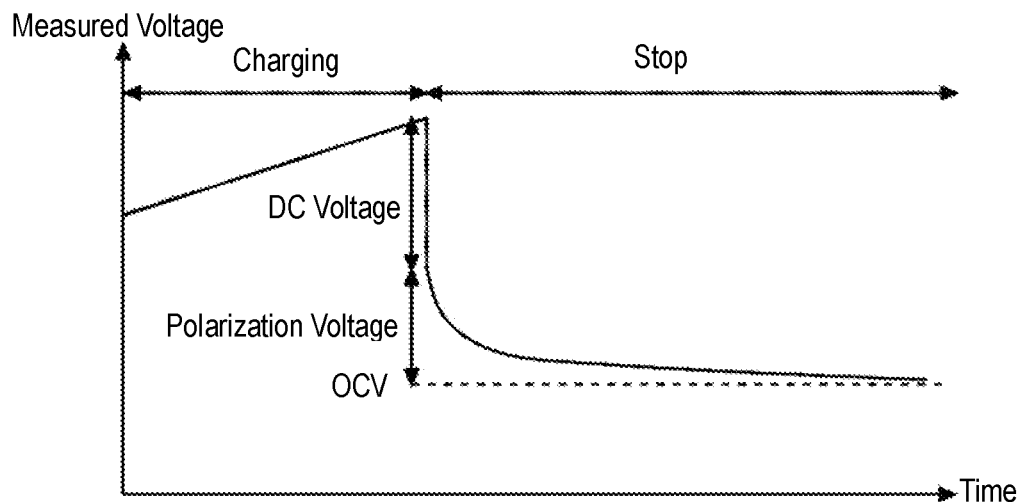 Measured Voltage
Charging
Stop
DC Voltage
Polarization Voltage
OCV
Time